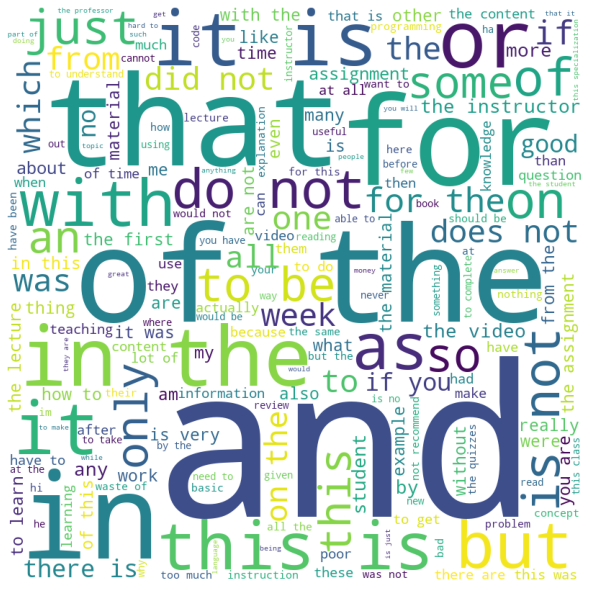 the professor
part of
doing
hard to
such
get
code
you
with the
other
the content
that is
programming
ha
that it
just
it is
or
if
to understand
much
cannot
like
time
instructor
the
more
want to
from
did not
assignment
at all
some
of
you will
the instructor
this specialization
which
no
material
out
topic
how
using
lecture
even
explanation
many
useful
is
people
here
before
few
knowledge
good
than
question
the student
that
for
about
when
of time
me
would not
anything
are not
can
for this
then
book
able to
should be
have been
with
do not
for the
on
an
the first
one
you have
video
reading
does not
in this
was
use
all
them
your
to do
at
something
to complete
from the
the material
thing
they
are
great
actually
of the
to be
way
money
never
nothing
answer
the lecture
teaching
where
it was
would be
because
the same
week
the video
have
the assignment
they are
content
lot of
my
what
but the
in the
as
so
how to
their
am
information
also
would
to
if you
had
make
it
only
im
to make
after
is very
by the
review
is no
not recommend
really
were
is not
to learn
have to
at the
hi
he
to take
while
any
work
on the
this
student
example
by
without
the quizzes
you are
this class
learning
of this
waste of
need to
basic
given
and
new
read
concept
in
why
all the
language
being
to get
problem
is just
bad
there is
too much
instruction
this is
poor
these
was not
but
there are
this was